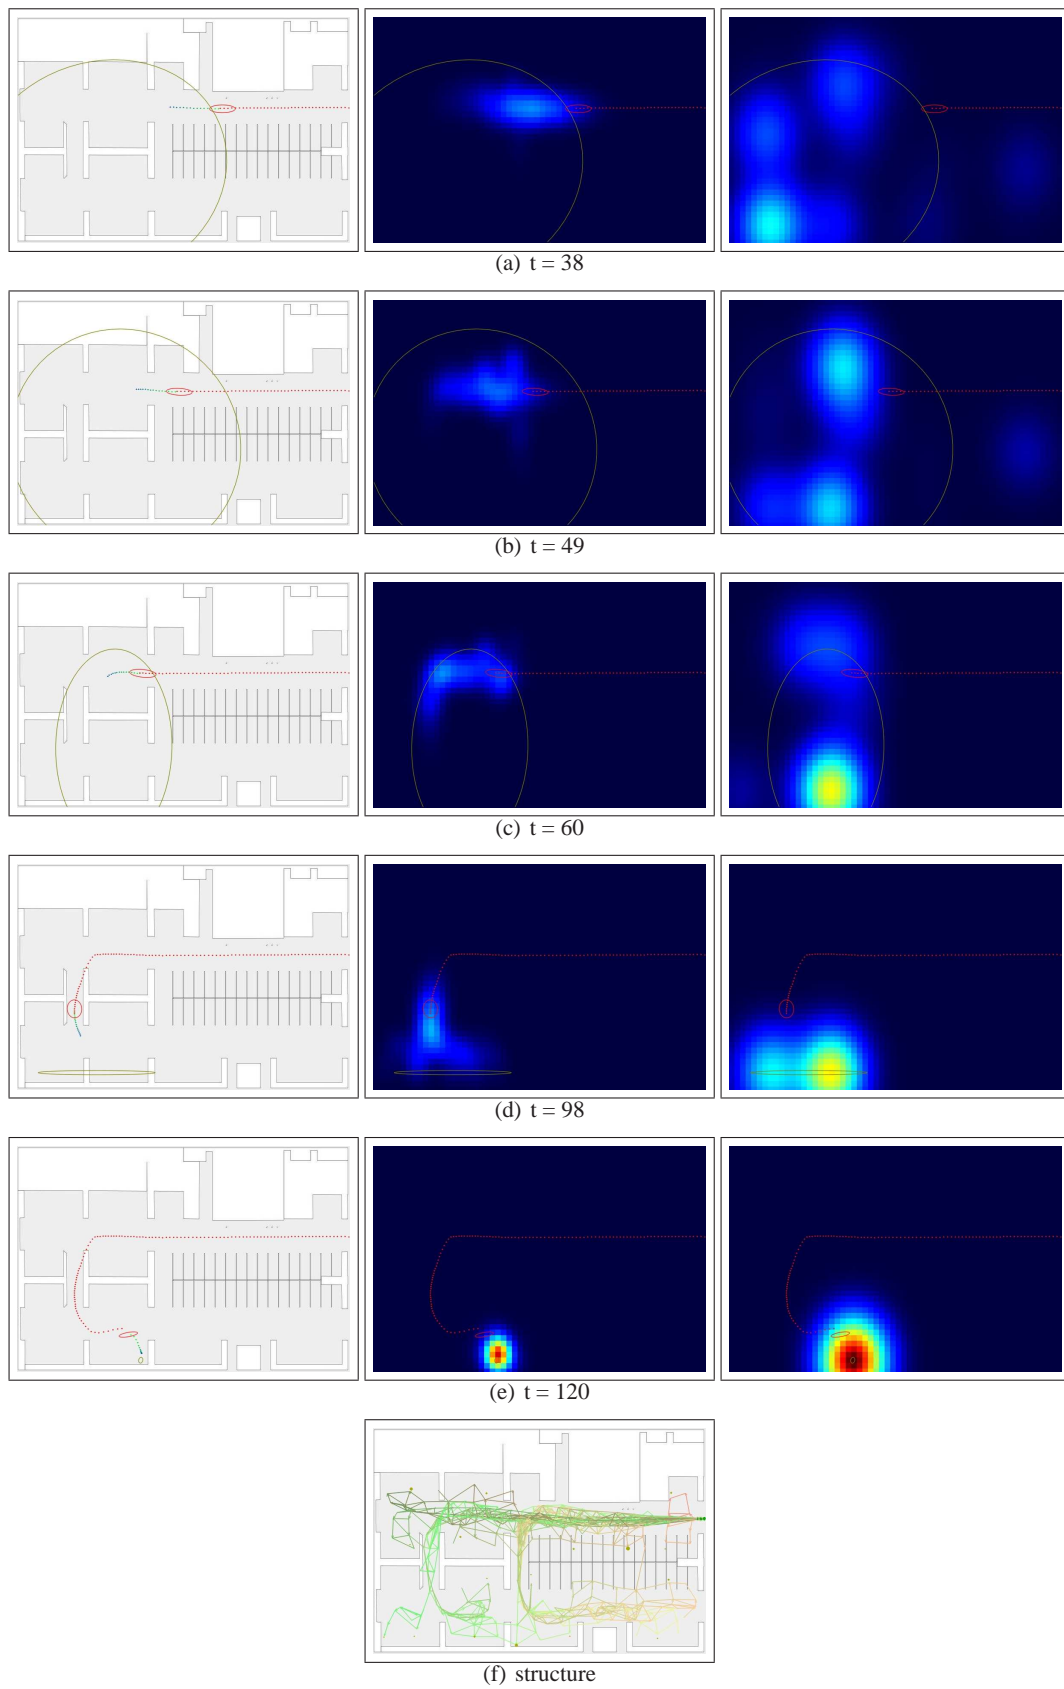 (a) t = 38
(b) t = 49
(c) t = 60
(d) t = 98
(e) t = 120
(f) structure